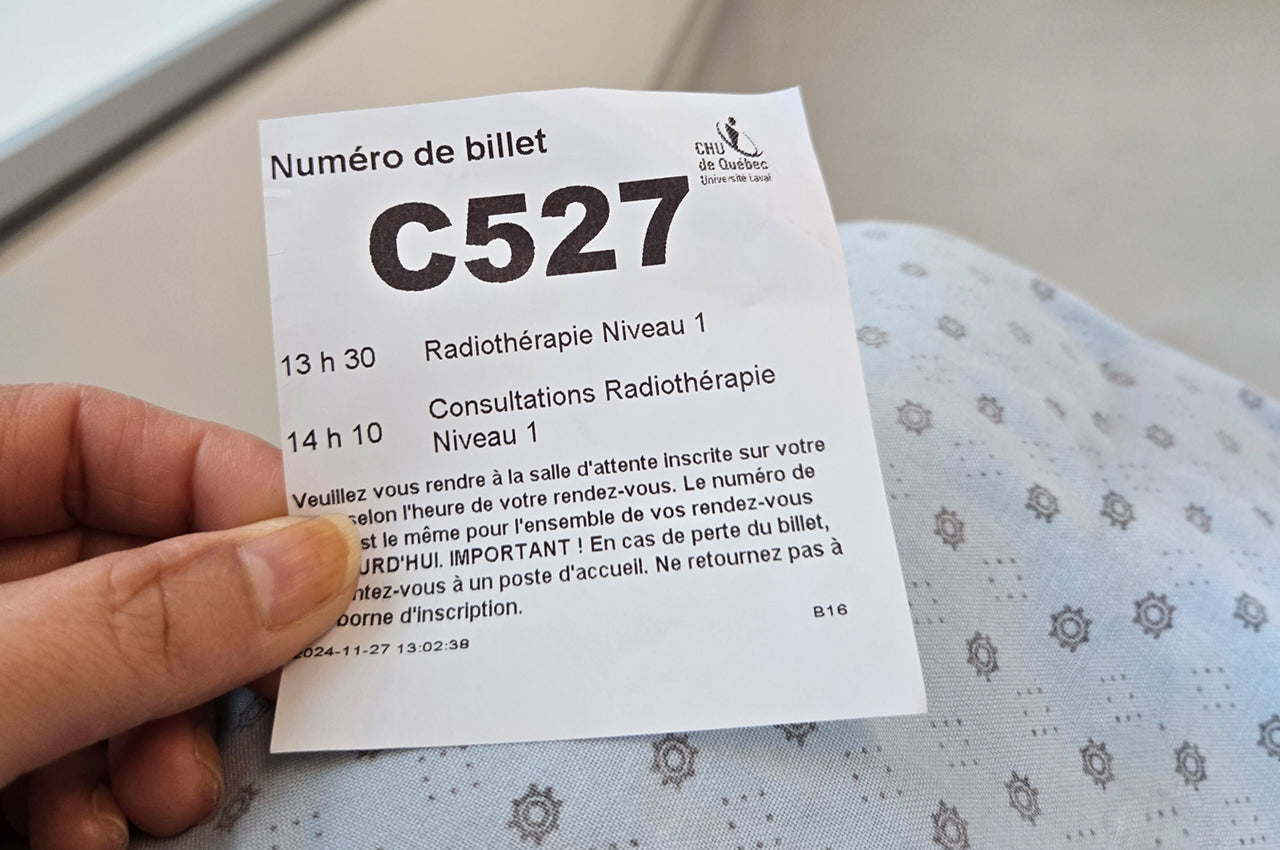 Numéro de billet
CHU
de Québec
Université Laval
C527
13 h 30 Radiothérapie Niveau 1
14 h 10 Consultations Radiothérapie
Niveau 1
Veuillez vous rendre à la salle d'attente inscrite sur votre
selon l'heure de votre rendez-vous. Le numéro de
st le même pour l'ensemble de vos rendez-vous
URD'HUI. IMPORTANT ! En cas de perte du billet,
ntez-vous à un poste d'accueil. Ne retournez pas à
borne d'inscription.
2024-11-27 13:02:38
B16